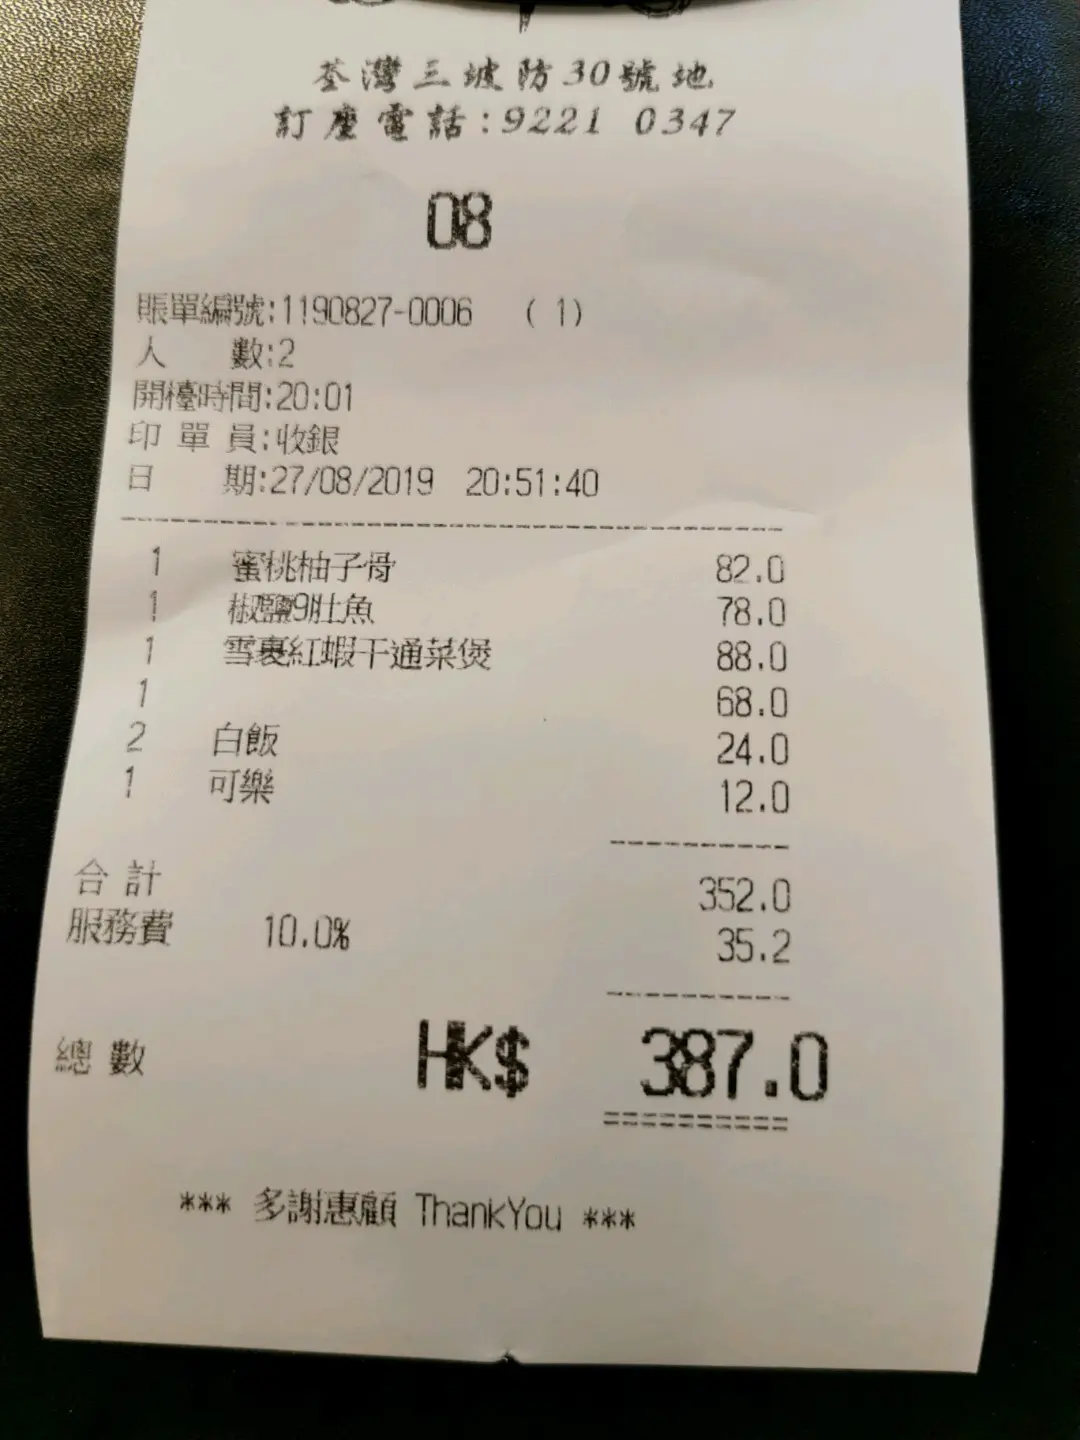 荃灣三坡防30號地
訂座電話:9221 0347
08
賬單編號:1190827-0006 ( 1)
人 數:2
開檯時間:20:01
印 單 員:收銀
日 期:27/08/2019 20:51:40
1 蜜桃柚子骨 82.0
1 椒鹽9肚魚 78.0
1 雪裹紅蝦干通菜煲 88.0
1 68.0
2 白飯 24.0
1 可樂 12.0
合 計 352.0
服務費 10.0% 35.2
總 數 HK$ 387.0
*** 多謝惠顧 ThankYou ***